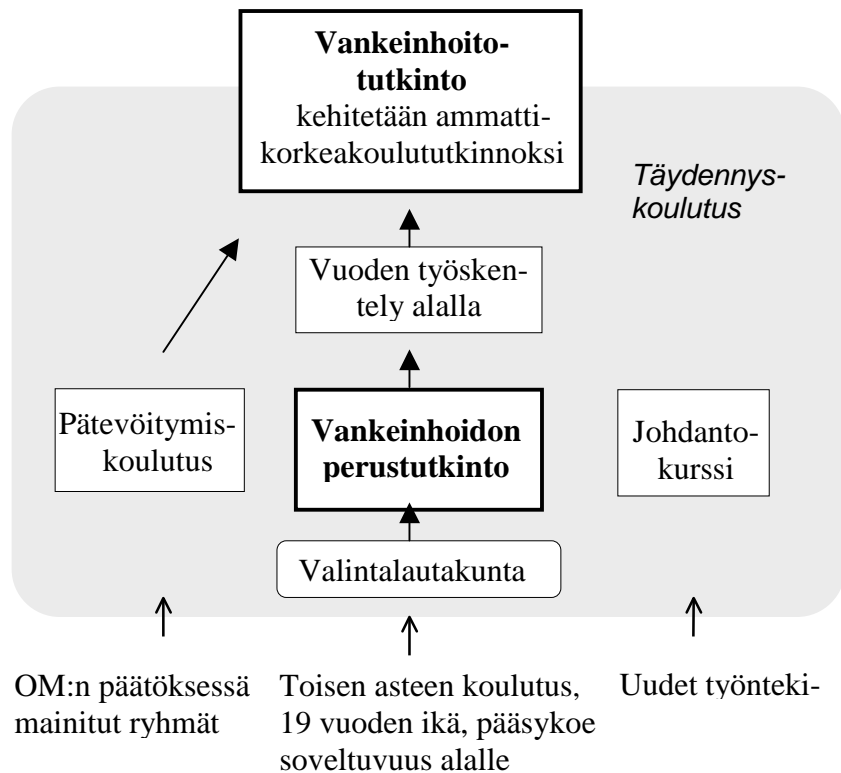 Vankeinhoito-
tutkinto
kehitetään ammatti-
korkeakoulututkinnoksi
Täydennys-
koulutus
Vuoden työsken-
tely alalla
Pätevöitymis-
koulutus
Vankeinhoidon
perustutkinto
Johdanto-
kurssi
Valintalautakunta
OM:n päätöksessä
mainitut ryhmät
Toisen asteen koulutus,
19 vuoden ikä, pääsykoe
soveltuvuus alalle
Uudet työnteki-